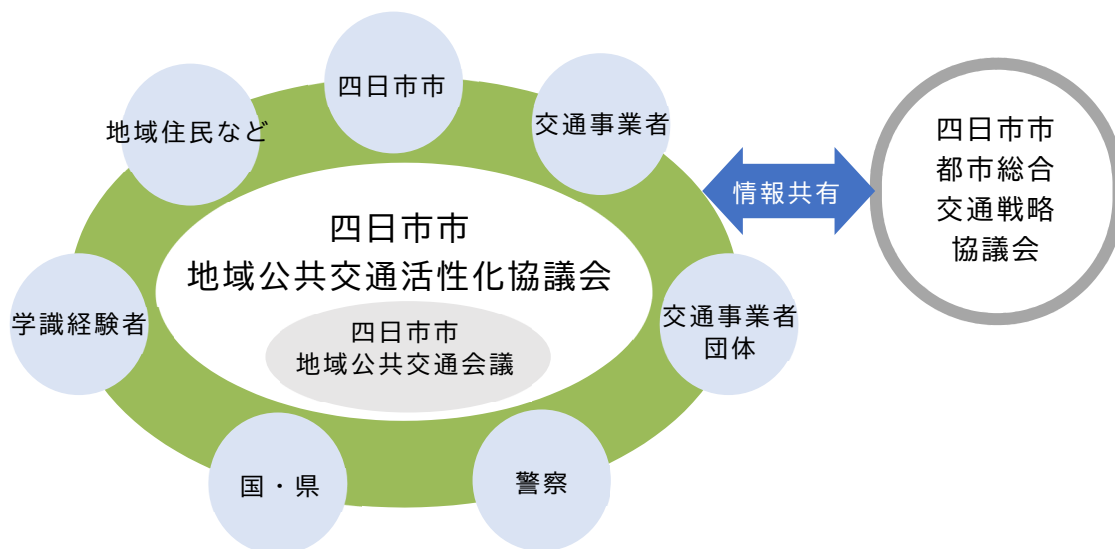 四日市市
地域住民など
交通事業者
四日市市
都市総合
交通戦略
協議会
情報共有
四日市市
地域公共交通活性化協議会
学識経験者
四日市市
地域公共交通会議
交通事業者
団体
国・県
警察